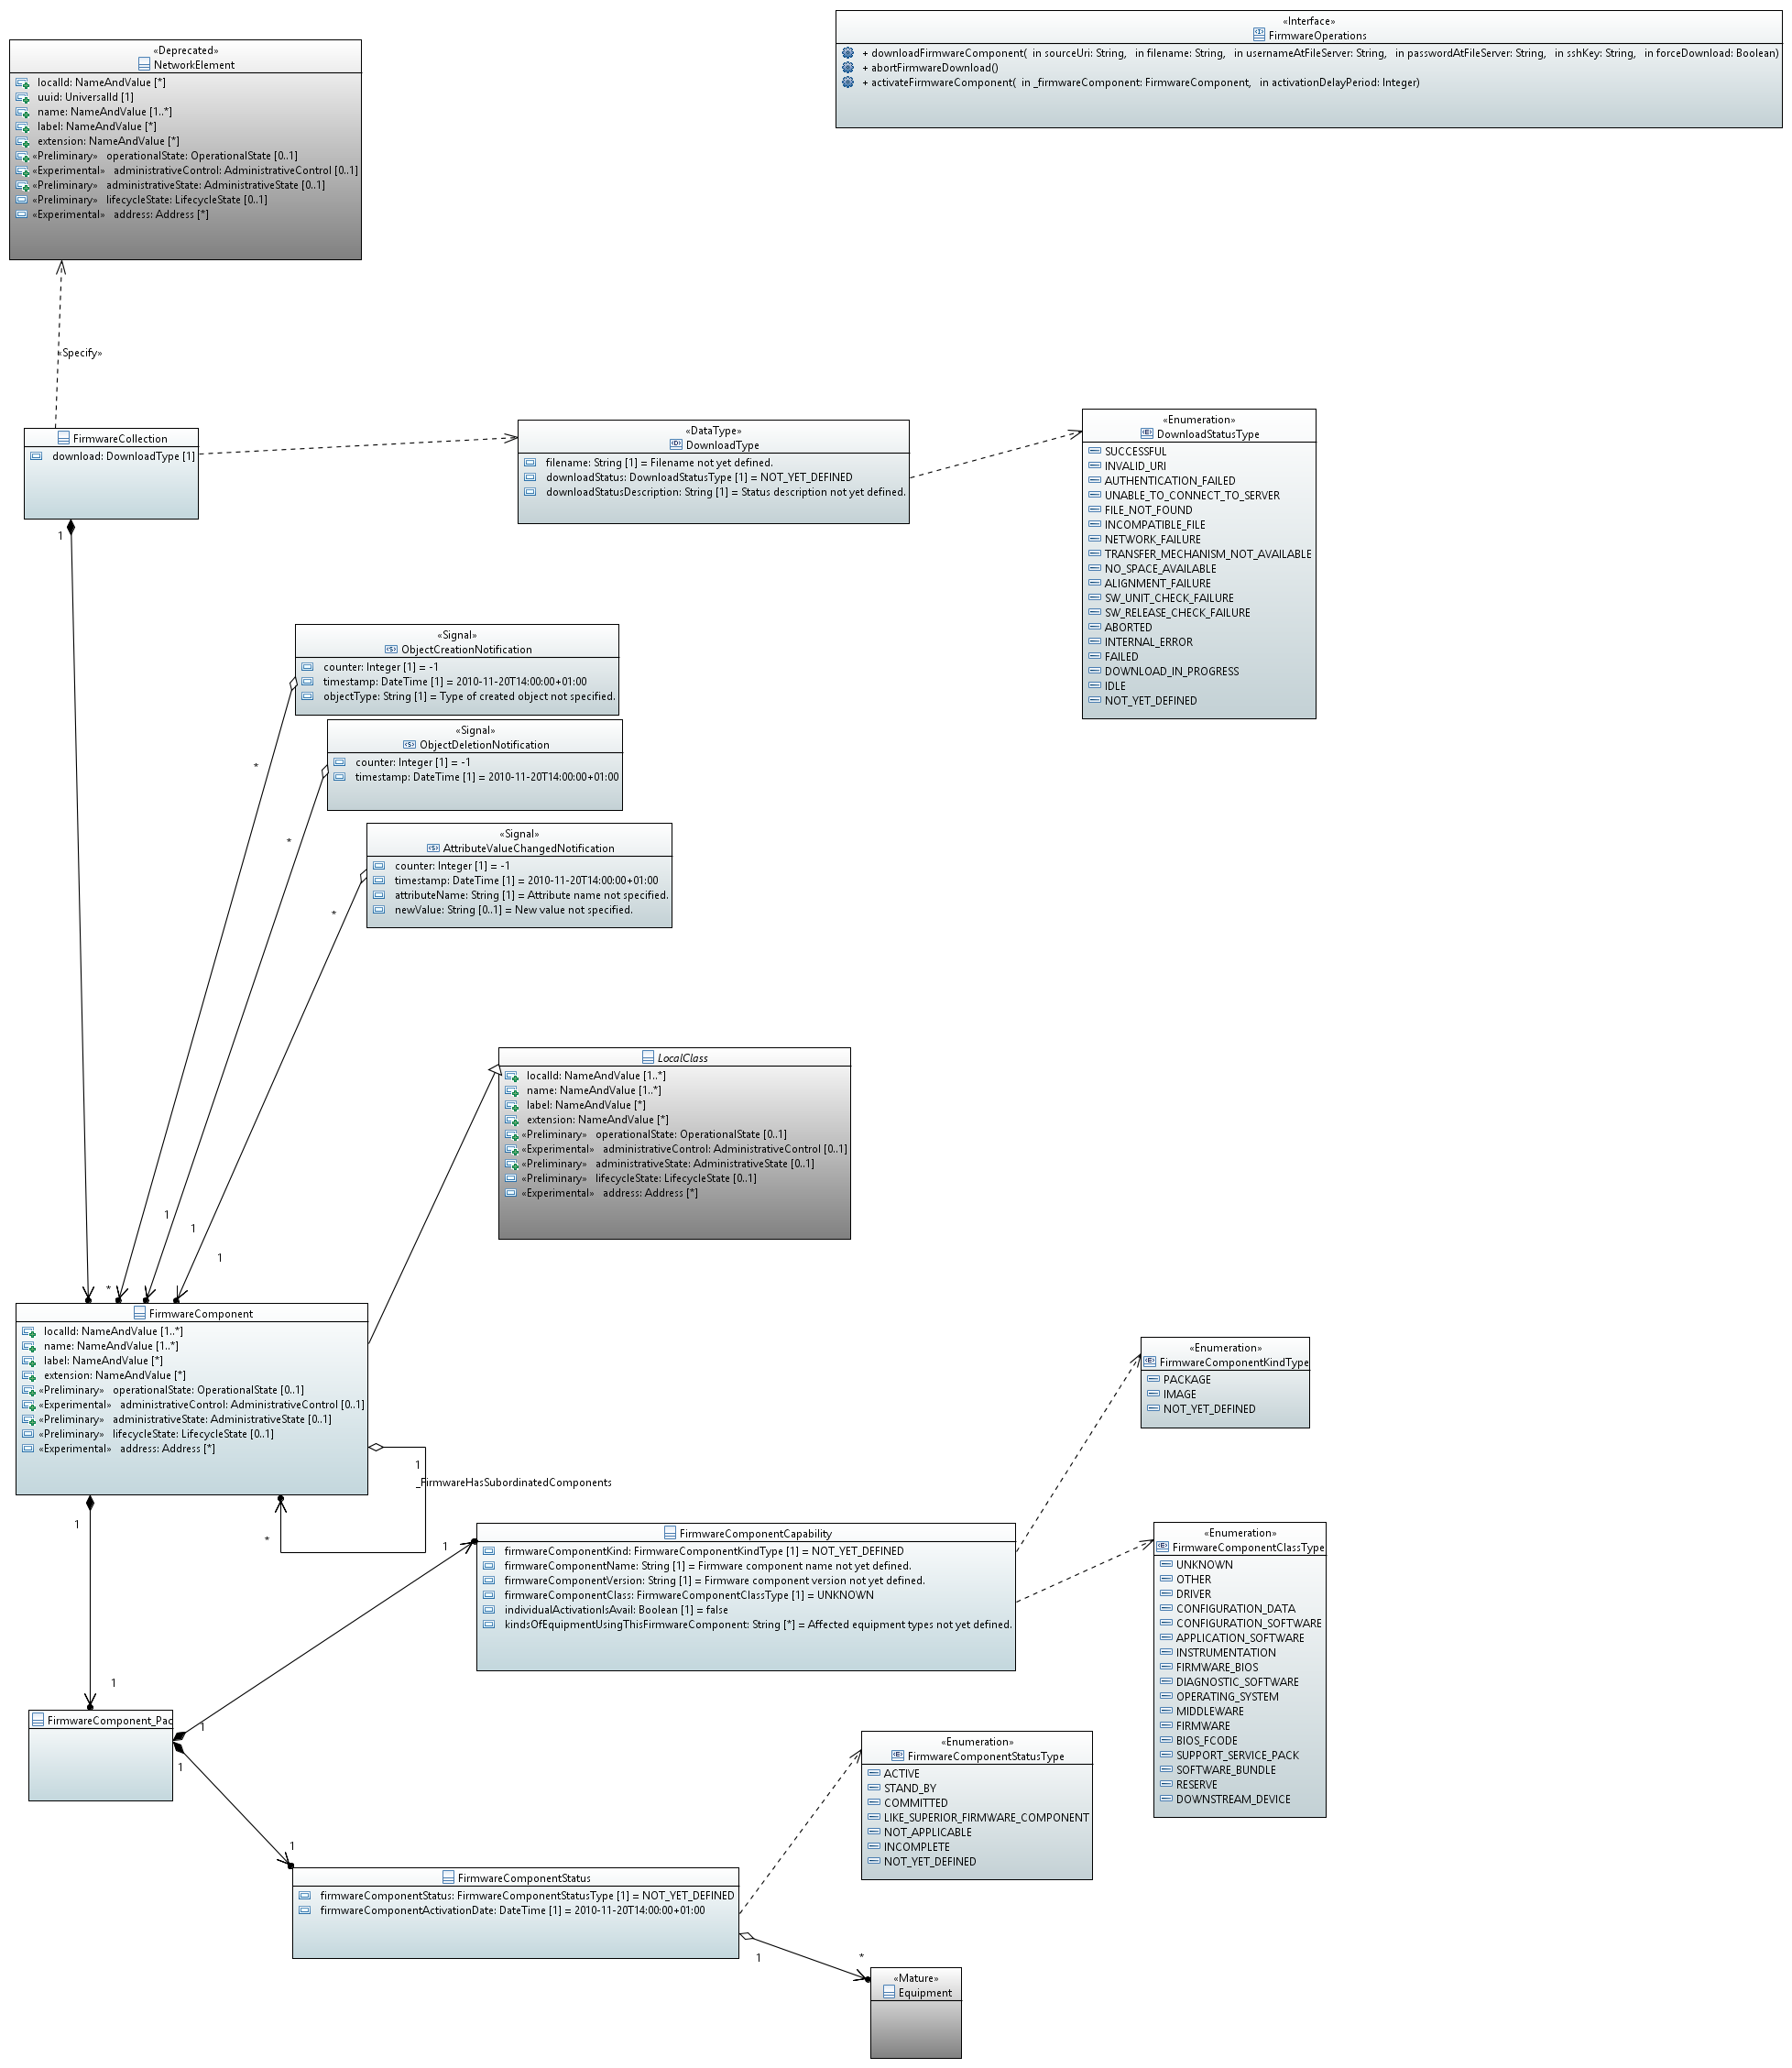 «Interface»
FirmwareOperations
+ downloadFirmwareComponent( in sourceUri: String, in filename: String, in usernameAtFileServer: String, in passwordAtFileServer: String, in sshKey: String, in forceDownload: Boolean)
+ abortFirmwareDownload()
+ activateFirmwareComponent( in _firmwareComponent: FirmwareComponent, in activationDelayPeriod: Integer)
«Deprecated»
NetworkElement
localId: NameAndValue [*]
uuid: UniversalId [1]
name: NameAndValue [1..*]
label: NameAndValue [*]
extension: NameAndValue [*]
«Preliminary» operationalState: OperationalState [0..1]
«Experimental» administrativeControl: AdministrativeControl [0..1]
«Preliminary» administrativeState: AdministrativeState [0..1]
«Preliminary» lifecycleState: LifecycleState [0..1]
«Experimental» address: Address [*]
«Specify»
FirmwareCollection
download: DownloadType [1]
1
«DataType»
DownloadType
filename: String [1] = Filename not yet defined.
downloadStatus: DownloadStatusType [1] = NOT_YET_DEFINED
downloadStatusDescription: String [1] = Status description not yet defined.
«Enumeration»
DownloadStatusType
SUCCESSFUL
INVALID_URI
AUTHENTICATION_FAILED
UNABLE_TO_CONNECT_TO_SERVER
FILE_NOT_FOUND
INCOMPATIBLE_FILE
NETWORK_FAILURE
TRANSFER_MECHANISM_NOT_AVAILABLE
NO_SPACE_AVAILABLE
ALIGNMENT_FAILURE
SW_UNIT_CHECK_FAILURE
SW_RELEASE_CHECK_FAILURE
ABORTED
INTERNAL_ERROR
FAILED
DOWNLOAD_IN_PROGRESS
IDLE
NOT_YET_DEFINED
«Signal»
ObjectCreationNotification
counter: Integer [1] = -1
timestamp: DateTime [1] = 2010-11-20T14:00:00+01:00
objectType: String [1] = Type of created object not specified.
*
«Signal»
ObjectDeletionNotification
counter: Integer [1] = -1
timestamp: DateTime [1] = 2010-11-20T14:00:00+01:00
*
«Signal»
AttributeValueChangedNotification
counter: Integer [1] = -1
timestamp: DateTime [1] = 2010-11-20T14:00:00+01:00
attributeName: String [1] = Attribute name not specified.
newValue: String [0..1] = New value not specified.
*
LocalClass
localId: NameAndValue [1..*]
name: NameAndValue [1..*]
label: NameAndValue [*]
extension: NameAndValue [*]
«Preliminary» operationalState: OperationalState [0..1]
«Experimental» administrativeControl: AdministrativeControl [0..1]
«Preliminary» administrativeState: AdministrativeState [0..1]
«Preliminary» lifecycleState: LifecycleState [0..1]
«Experimental» address: Address [*]
1
1
1
*
FirmwareComponent
localId: NameAndValue [1..*]
name: NameAndValue [1..*]
label: NameAndValue [*]
extension: NameAndValue [*]
«Preliminary» operationalState: OperationalState [0..1]
«Experimental» administrativeControl: AdministrativeControl [0..1]
«Preliminary» administrativeState: AdministrativeState [0..1]
«Preliminary» lifecycleState: LifecycleState [0..1]
«Experimental» address: Address [*]
1
_FirmwareHasSubordinatedComponents
*
1
1
«Enumeration»
FirmwareComponentKindType
PACKAGE
IMAGE
NOT_YET_DEFINED
1
FirmwareComponentCapability
firmwareComponentKind: FirmwareComponentKindType [1] = NOT_YET_DEFINED
firmwareComponentName: String [1] = Firmware component name not yet defined.
firmwareComponentVersion: String [1] = Firmware component version not yet defined.
firmwareComponentClass: FirmwareComponentClassType [1] = UNKNOWN
individualActivationIsAvail: Boolean [1] = false
kindsOfEquipmentUsingThisFirmwareComponent: String [*] = Affected equipment types not yet defined.
«Enumeration»
FirmwareComponentClassType
UNKNOWN
OTHER
DRIVER
CONFIGURATION_DATA
CONFIGURATION_SOFTWARE
APPLICATION_SOFTWARE
INSTRUMENTATION
FIRMWARE_BIOS
DIAGNOSTIC_SOFTWARE
OPERATING_SYSTEM
MIDDLEWARE
FIRMWARE
BIOS_FCODE
SUPPORT_SERVICE_PACK
SOFTWARE_BUNDLE
RESERVE
DOWNSTREAM_DEVICE
FirmwareComponent_Pac
1
1
1
«Enumeration»
FirmwareComponentStatusType
ACTIVE
STAND_BY
COMMITTED
LIKE_SUPERIOR_FIRMWARE_COMPONENT
NOT_APPLICABLE
INCOMPLETE
NOT_YET_DEFINED
FirmwareComponentStatus
firmwareComponentStatus: FirmwareComponentStatusType [1] = NOT_YET_DEFINED
firmwareComponentActivationDate: DateTime [1] = 2010-11-20T14:00:00+01:00
1
*
«Mature»
Equipment